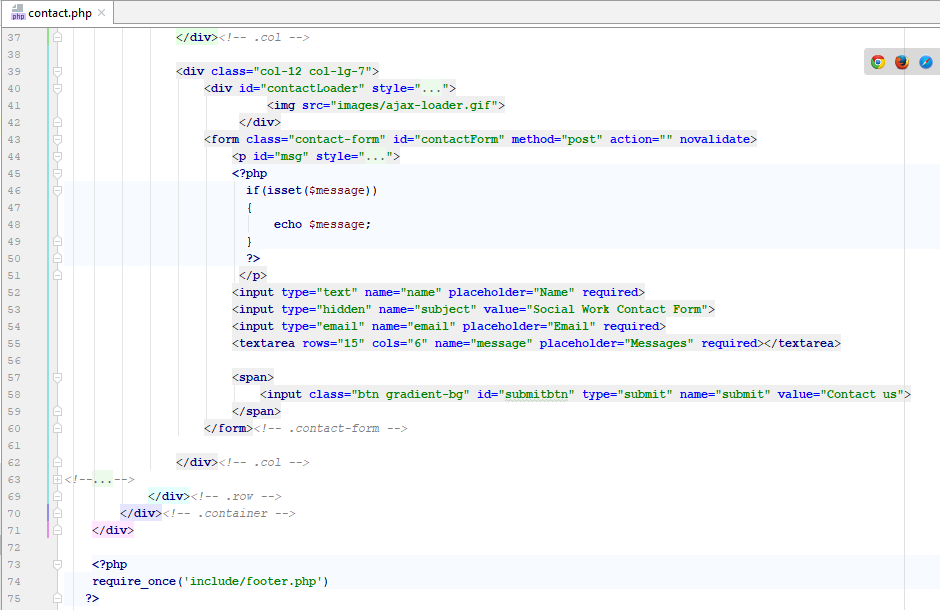 contact.php
37 </div><!-- .col -->
38
39 <div class="col-12 col-lg-7">
40 <div id="contactLoader" style="...">
41 <img src="images/ajax-loader.gif">
42 </div>
43 <form class="contact-form" id="contactForm" method="post" action="" novalidate>
44 <p id="msg" style="...">
45 <?php
46 if(isset($message))
47 {
48 echo $message;
49 }
50 ?>
51 </p>
52 <input type="text" name="name" placeholder="Name" required>
53 <input type="hidden" name="subject" value="Social Work Contact Form">
54 <input type="email" name="email" placeholder="Email" required>
55 <textarea rows="15" cols="6" name="message" placeholder="Messages" required></textarea>
56
57 <span>
58 <input class="btn gradient-bg" id="submitbtn" type="submit" name="submit" value="Contact us">
59 </span>
60 </form><!-- .contact-form -->
61
62 </div><!-- .col -->
63 <!--...-->
69 </div><!-- .row -->
70 </div><!-- .container -->
71 </div>
72
73 <?php
74 require_once('include/footer.php')
75 ?>